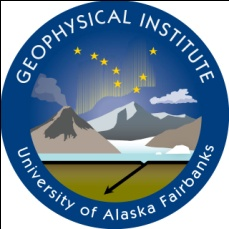 GEOPHYSICAL INSTITUTE
University of Alaska Fairbanks